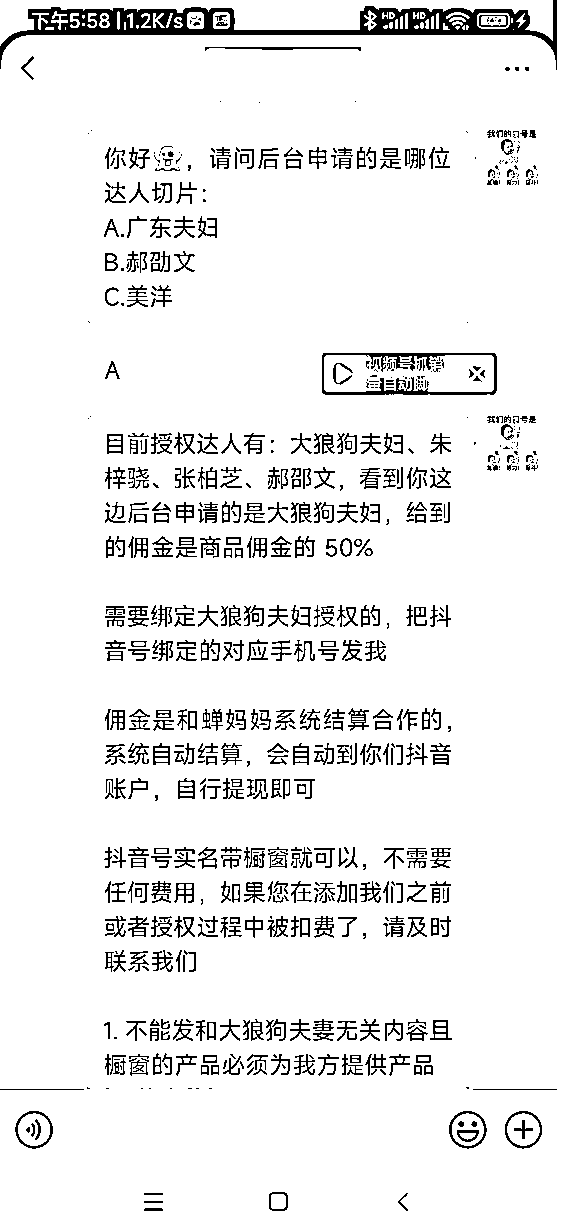 下午5:58 1.2K/s
我们的口号是
你好，请问后台申请的是哪位
达人切片：
A.广东夫妇
B.郝劭文
C.美洋
A
视频号抓销
量自动脚
我们的口号是
目前授权达人有：大狼狗夫妇、朱
梓骁、张柏芝、郝邵文，看到你这
边后台申请的是大狼狗夫妇，给到
的佣金是商品佣金的 50%
需要绑定大狼狗夫妇授权的，把抖
音号绑定的对应手机号发我
佣金是和蝉妈妈系统结算合作的，
系统自动结算，会自动到你们抖音
账户，自行提现即可
抖音号实名带橱窗就可以，不需要
任何费用，如果您在添加我们之前
或者授权过程中被扣费了，请及时
联系我们
1. 不能发和大狼狗夫妻无关内容且
橱窗的产品必须为我方提供产品